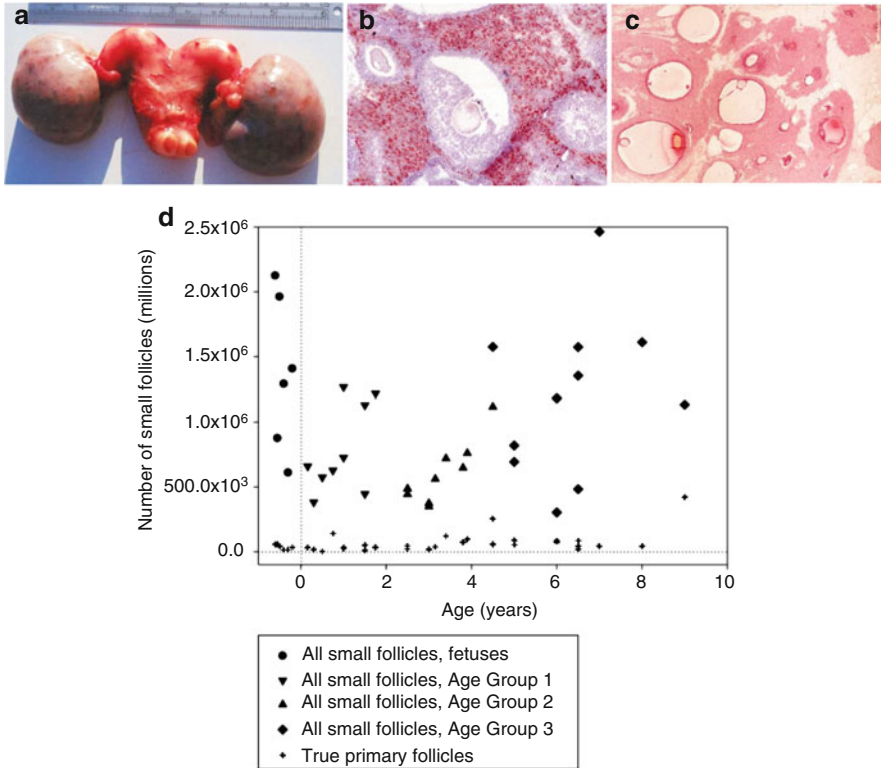 a
b
c
d
2.5x10⁶
2.0x10⁶
1.5x10⁶
1.0x10⁶
500.0x10³
0.0
Number of small follicles (millions)
0 2 4 6 8 10
Age (years)
All small follicles, fetuses
All small follicles, Age Group 1
All small follicles, Age Group 2
All small follicles, Age Group 3
True primary follicles